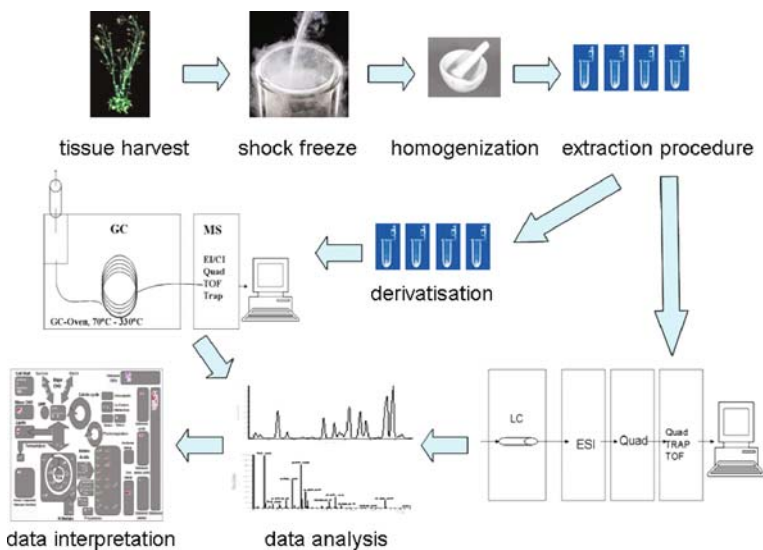 tissue harvest
shock freeze
homogenization
extraction procedure
GC
MS
EI/CI
Quad
TOF
Trap
GC-Oven, 70°C - 330°C
derivatisation
LC
ESI
Quad
Quad
TRAP
TOF
data interpretation
data analysis